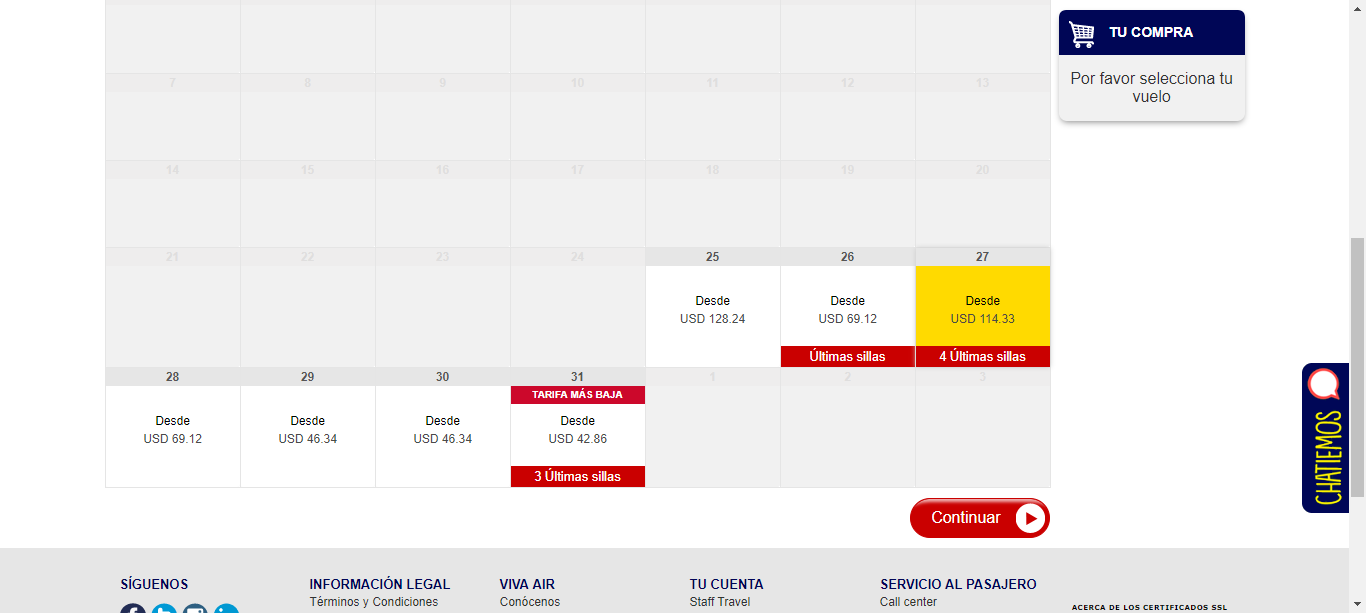 TU COMPRA
Por favor selecciona tu
vuelo
7 8 9 10 11 12 13
14 15 16 17 18 19 20
21 22 23 24 25 26 27
Desde Desde Desde
USD 128.24 USD 69.12 USD 114.33
Últimas sillas 4 Últimas sillas
28 29 30 31 1 2 3
TARIFA MÁS BAJA
Desde Desde Desde Desde
USD 69.12 USD 46.34 USD 46.34 USD 42.86
3 Últimas sillas
CHATIEMOS
Continuar
SÍGUENOS INFORMACIÓN LEGAL VIVA AIR TU CUENTA SERVICIO AL PASAJERO
Términos y Condiciones Conócenos Staff Travel Call center
ACERCA DE LOS CERTIFICADOS SSL